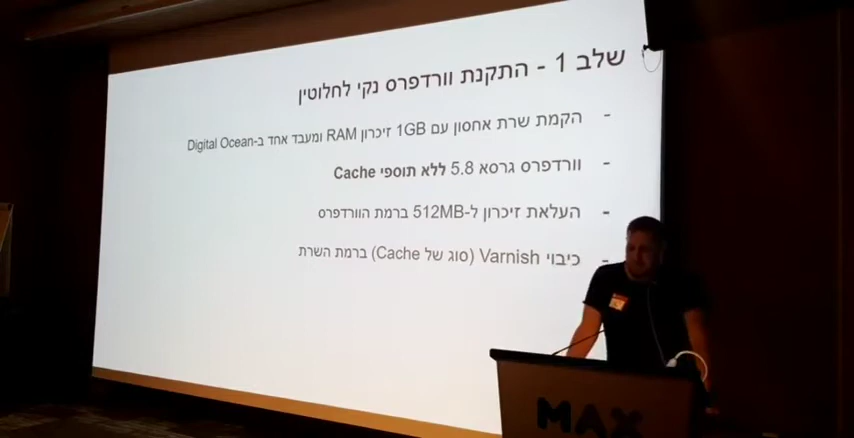 שלב 1 - התקנת וורדפרס נקי לחלוטין
- הקמת שרת אחסון עם 1GB זיכרון RAM ומעבד אחד ב-Digital Ocean
- וורדפרס גרסא 5.8 ללא תוספי Cache
- העלאת זיכרון ל-512MB ברמת הוורדפרס
- כיבוי Varnish (סוג של Cache) ברמת השרת
MAX